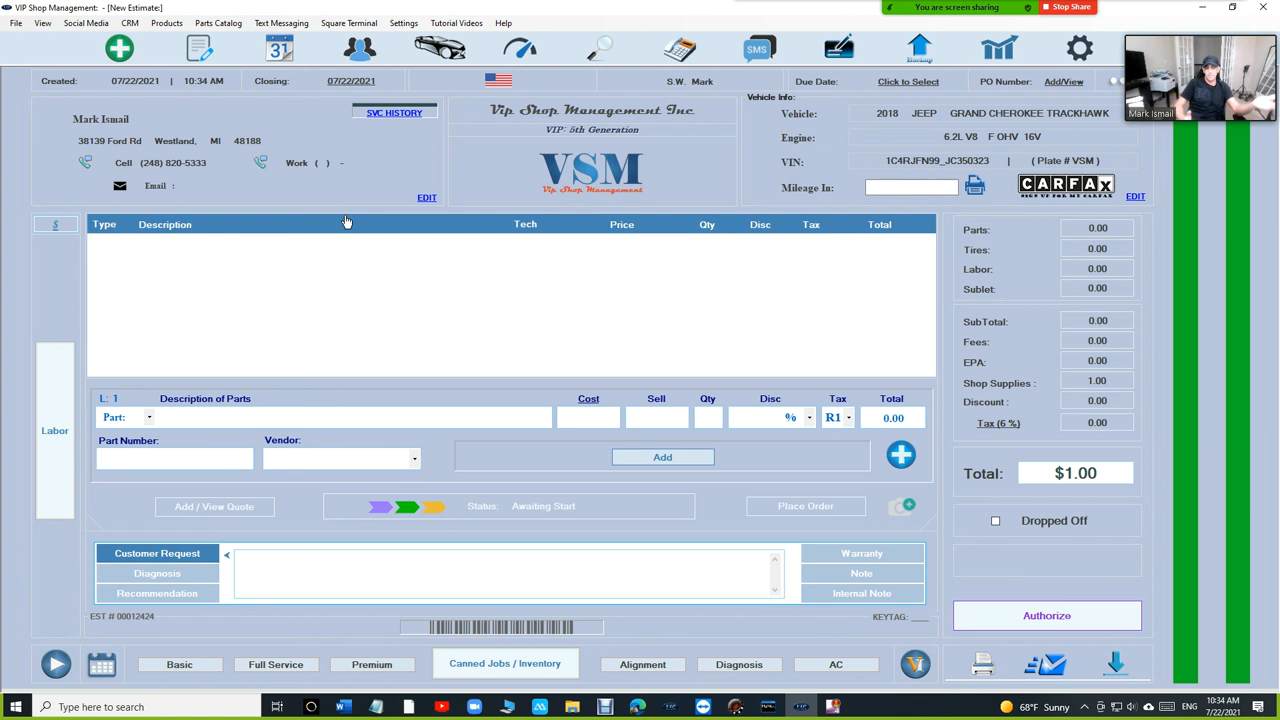 VIP Shop Management: - [New Estimate:]
You are screen sharing
Stop Share
File View Social Media CRM Products Parts Catalog Text Messaging Square Terminal Settings Tutorial Videos Help
31
SMS
Backup
Created: 07/22/2021 | 10:34 AM Closing: 07/22/2021 S.W. Mark Due Date: Click to Select PO Number: Add/View
Mark Ismail
SVC HISTORY
Mark Ismail
38139 Ford Rd Westland, MI 48188
Cell (248) 820-5333 Work ( ) -
Email :
EDIT
Vip Shop Management Inc
VIP: 5th Generation
VSM
Vip Shop Management
Vehicle Info:
Vehicle: 2018 JEEP GRAND CHEROKEE TRACKHAWK
Engine: 6.2L V8 F OHV 16V
VIN: 1C4RJFN99_JC350323 | ( Plate # VSM )
Mileage In:
CARFAX
SIGN UP FOR MY CARFAX
EDIT
S
Type Description Tech Price Qty Disc Tax Total
Labor
Parts: 0.00
Tires: 0.00
Labor: 0.00
Sublet: 0.00
SubTotal: 0.00
Fees: 0.00
EPA: 0.00
Shop Supplies : 1.00
Discount : 0.00
Tax (6 %) 0.00
Total: $1.00
Dropped Off
Authorize
L: 1 Description of Parts Cost Sell Qty Disc Tax Total
Part: % R1 0.00
Part Number: Vendor:
Add
Add / View Quote
Status: Awaiting Start
Place Order
Customer Request
Diagnosis
Recommendation
<
Warranty
Note
Internal Note
EST # 00012424
KEYTAG: ____
Basic Full Service Premium Canned Jobs / Inventory Alignment Diagnosis AC
Type here to search
68°F Sunny
10:34 AM
7/22/2021